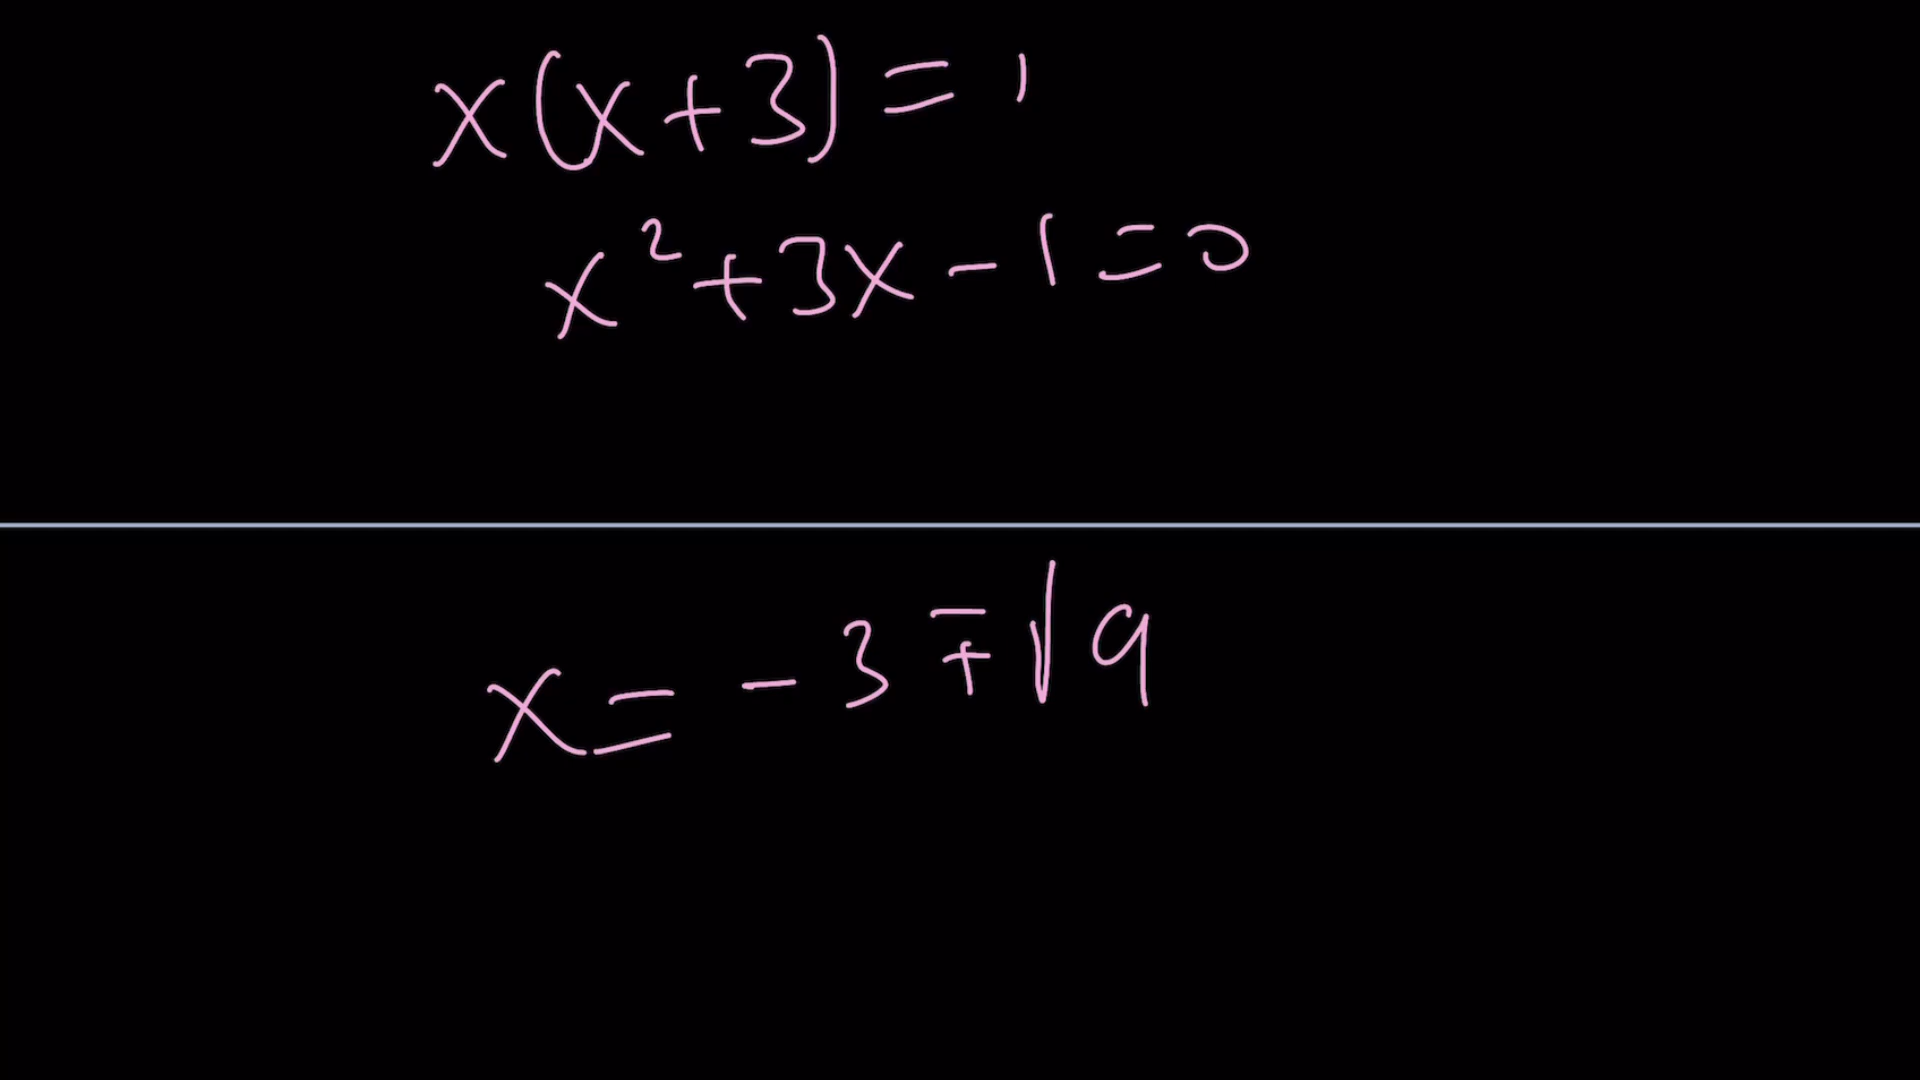 x(x+3)=1
x²+3x-1=0
x=-3∓√9